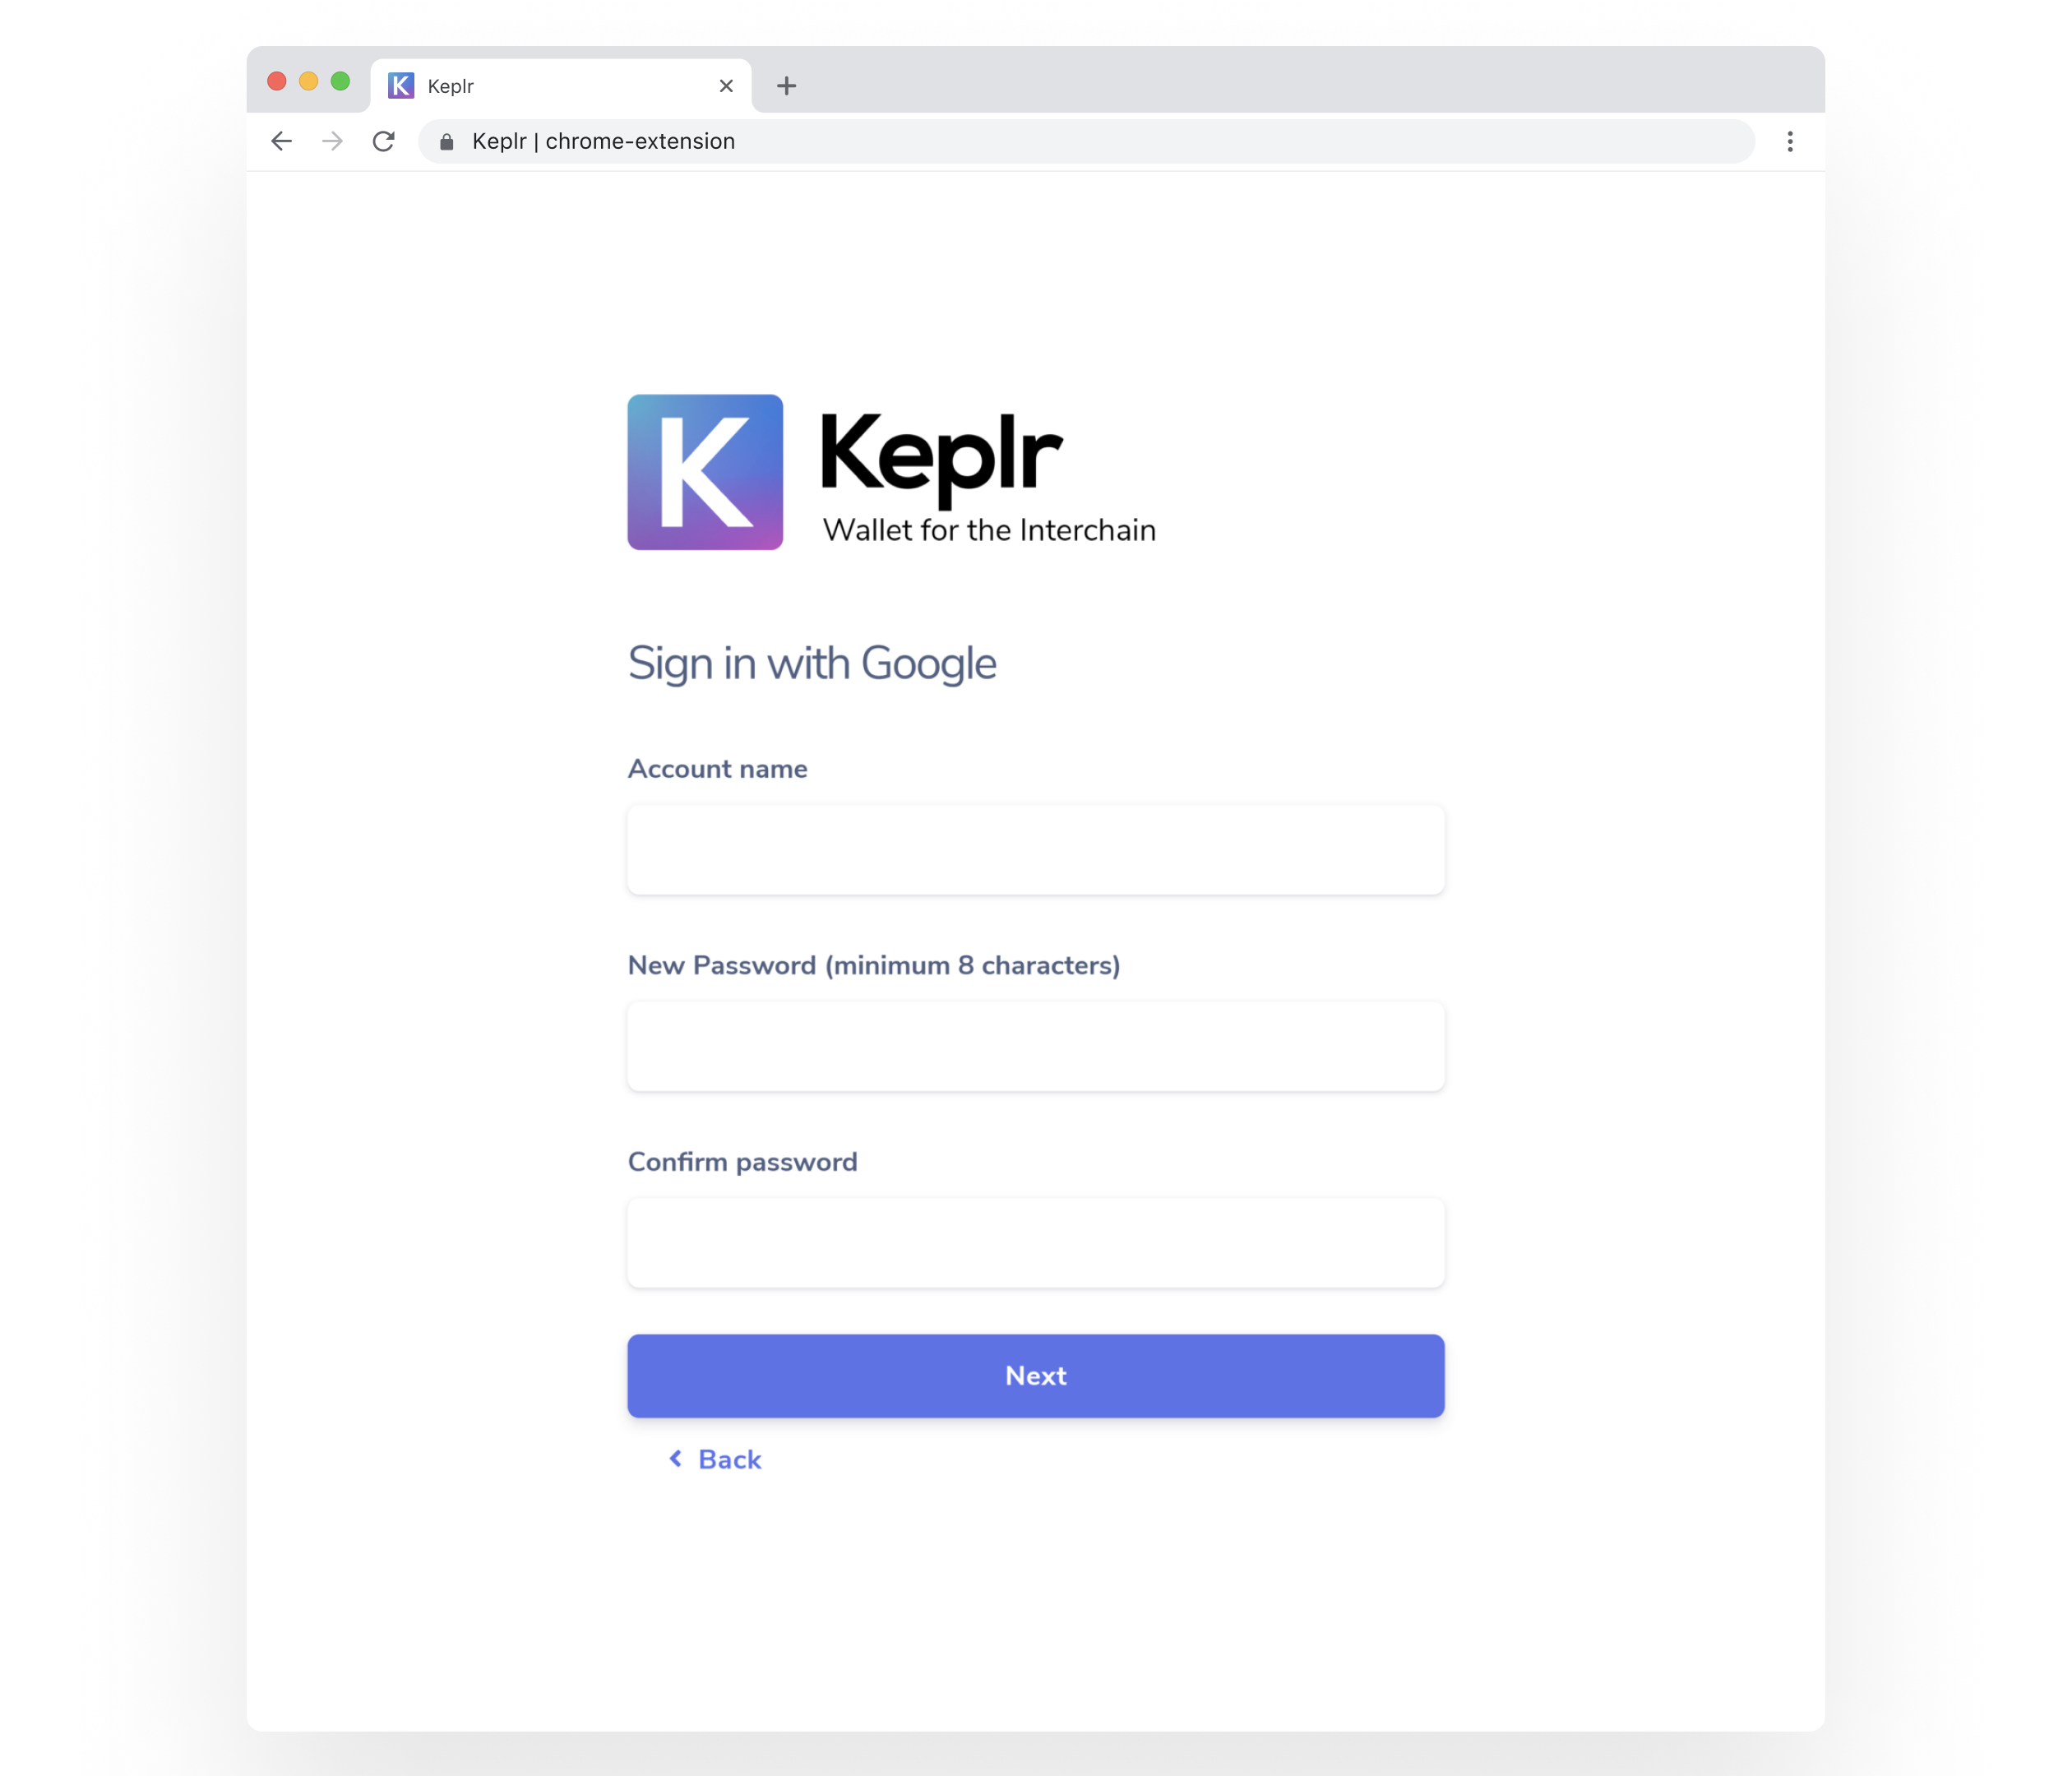 Keplr
Keplr | chrome-extension
K
Keplr
Wallet for the Interchain
Sign in with Google
Account name
New Password (minimum 8 characters)
Confirm password
Next
Back